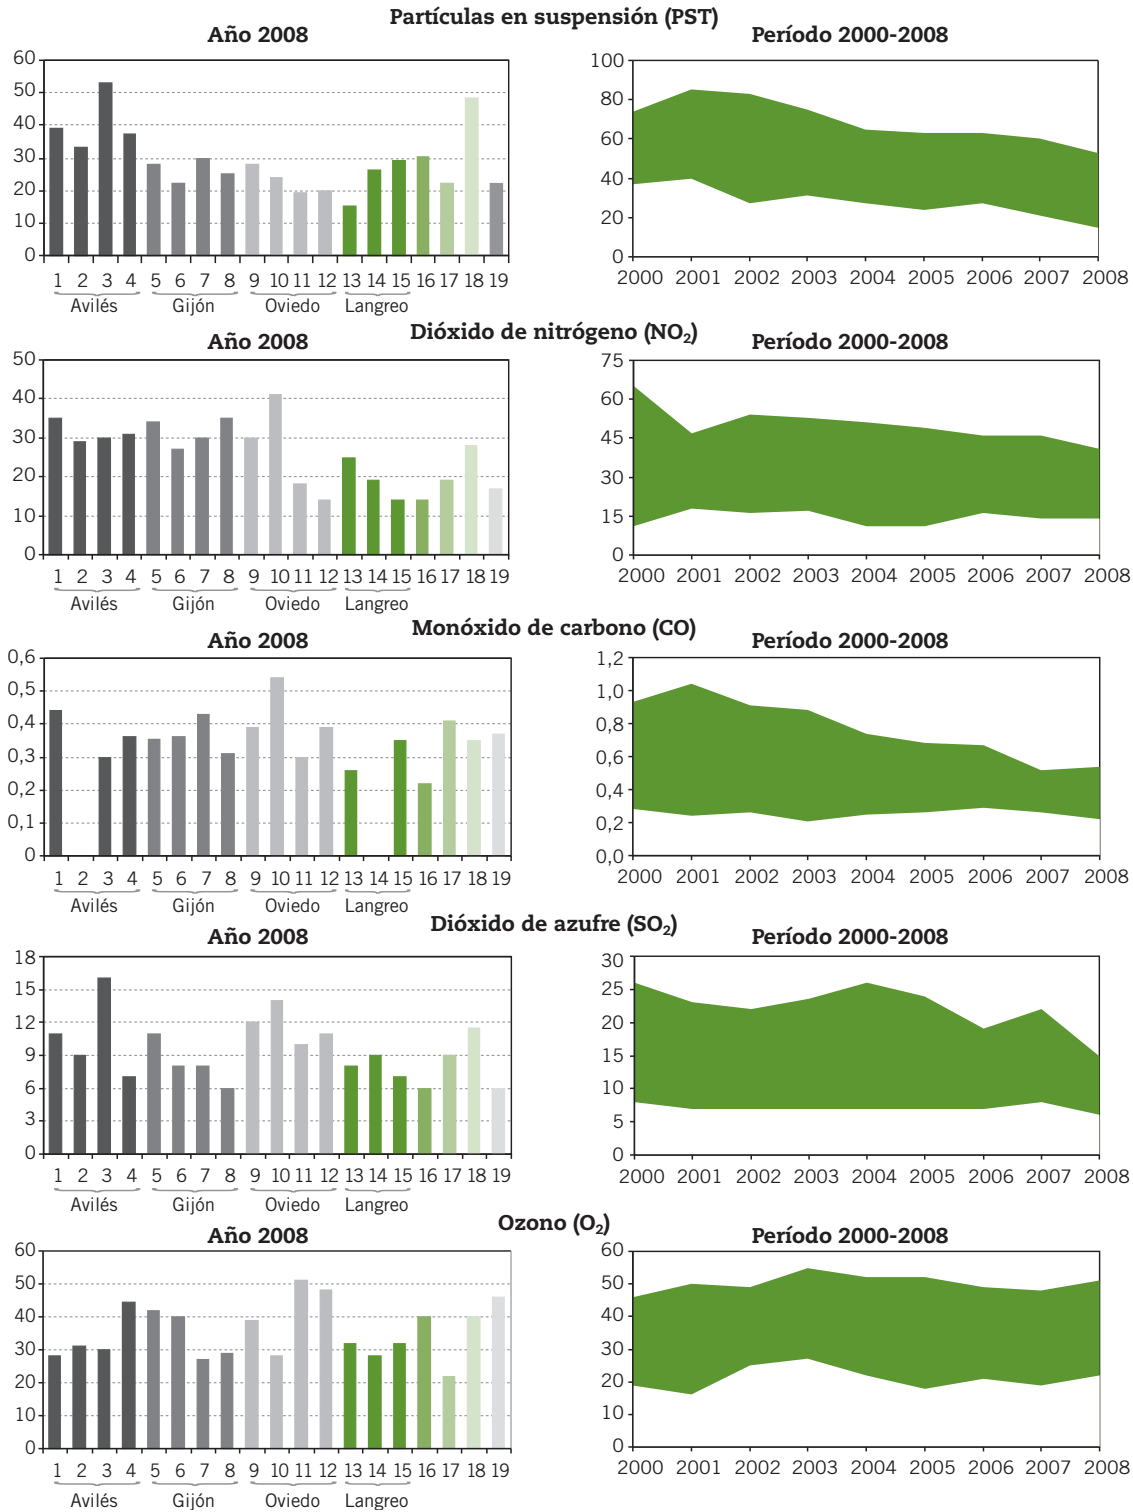 Partículas en suspensión (PST)
Año 2008
60
50
40
30
20
10
0
1 2 3 4 5 6 7 8 9 10 11 12 13 14 15 16 17 18 19
Avilés Gijón Oviedo Langreo
Período 2000-2008
100
80
60
40
20
0
2000 2001 2002 2003 2004 2005 2006 2007 2008
Dióxido de nitrógeno (NO₂)
Año 2008
50
40
30
20
10
0
1 2 3 4 5 6 7 8 9 10 11 12 13 14 15 16 17 18 19
Avilés Gijón Oviedo Langreo
Período 2000-2008
75
60
45
30
15
0
2000 2001 2002 2003 2004 2005 2006 2007 2008
Monóxido de carbono (CO)
Año 2008
0,6
0,5
0,4
0,3
0,2
0,1
0
1 2 3 4 5 6 7 8 9 10 11 12 13 14 15 16 17 18 19
Avilés Gijón Oviedo Langreo
Período 2000-2008
1,2
1,0
0,8
0,6
0,4
0,2
0,0
2000 2001 2002 2003 2004 2005 2006 2007 2008
Dióxido de azufre (SO₂)
Año 2008
18
15
12
9
6
3
0
1 2 3 4 5 6 7 8 9 10 11 12 13 14 15 16 17 18 19
Avilés Gijón Oviedo Langreo
Período 2000-2008
30
25
20
15
10
5
0
2000 2001 2002 2003 2004 2005 2006 2007 2008
Ozono (O₂)
Año 2008
60
50
40
30
20
10
0
1 2 3 4 5 6 7 8 9 10 11 12 13 14 15 16 17 18 19
Avilés Gijón Oviedo Langreo
Período 2000-2008
60
50
40
30
20
10
0
2000 2001 2002 2003 2004 2005 2006 2007 2008